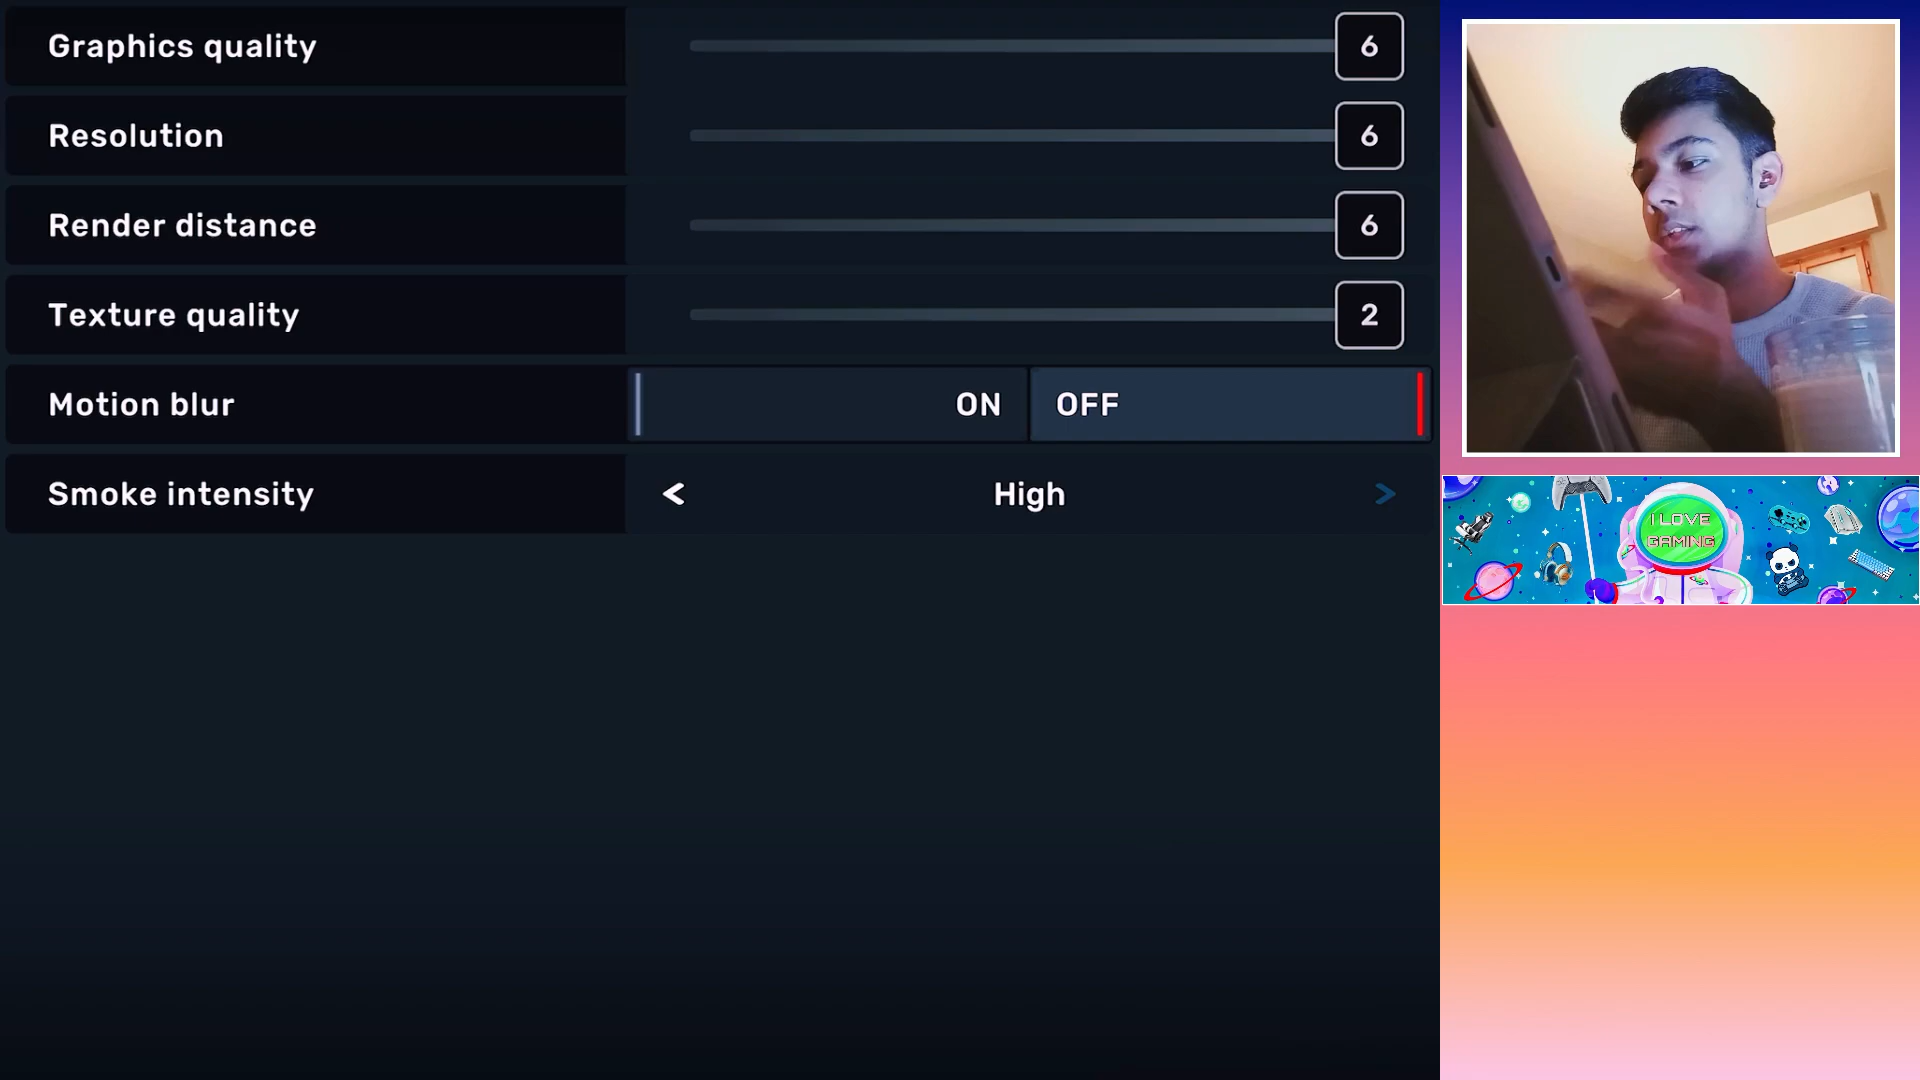 Graphics quality 6
Resolution 6
Render distance 6
Texture quality 2
Motion blur ON OFF
Smoke intensity < High >
I LOVE
GAMING